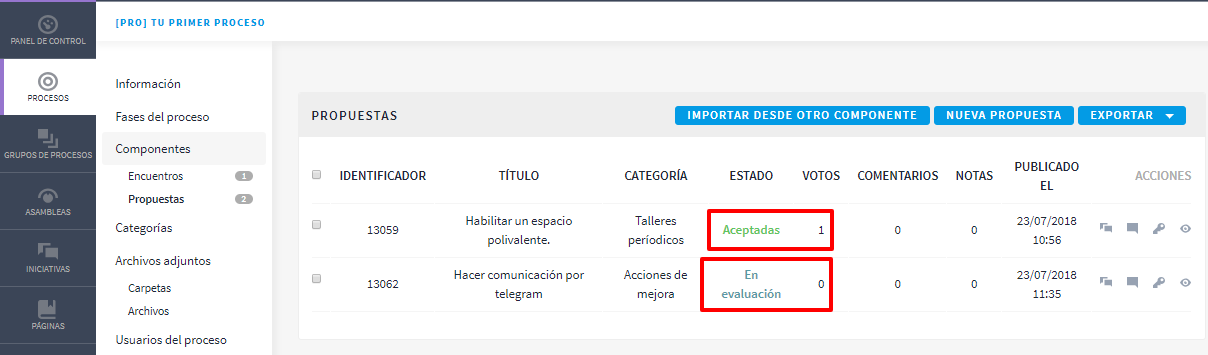 [PRO] TU PRIMER PROCESO
PANEL DE CONTROL
PROCESOS
GRUPOS DE PROCESOS
ASAMBLEAS
INICIATIVAS
PÁGINAS
Información
Fases del proceso
Componentes
Encuentros 1
Propuestas 2
Categorías
Archivos adjuntos
Carpetas
Archivos
Usuarios del proceso
PROPUESTAS
IMPORTAR DESDE OTRO COMPONENTE NUEVA PROPUESTA EXPORTAR
IDENTIFICADOR TÍTULO CATEGORÍA ESTADO VOTOS COMENTARIOS NOTAS PUBLICADO EL ACCIONES
13059 Habilitar un espacio polivalente. Talleres períodicos Aceptadas 1 0 0 23/07/2018 10:56
13062 Hacer comunicación por telegram Acciones de mejora En evaluación 0 0 0 23/07/2018 11:35